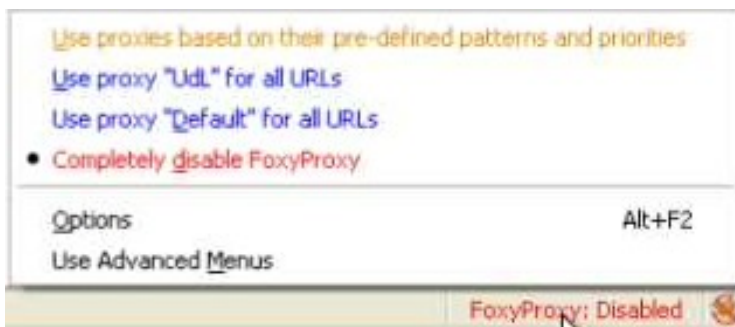 Use proxies based on their pre-defined patterns and priorities
Use proxy "UdL" for all URLs
Use proxy "Default" for all URLs
Completely disable FoxyProxy
Options Alt+F2
Use Advanced Menus
FoxyProxy: Disabled